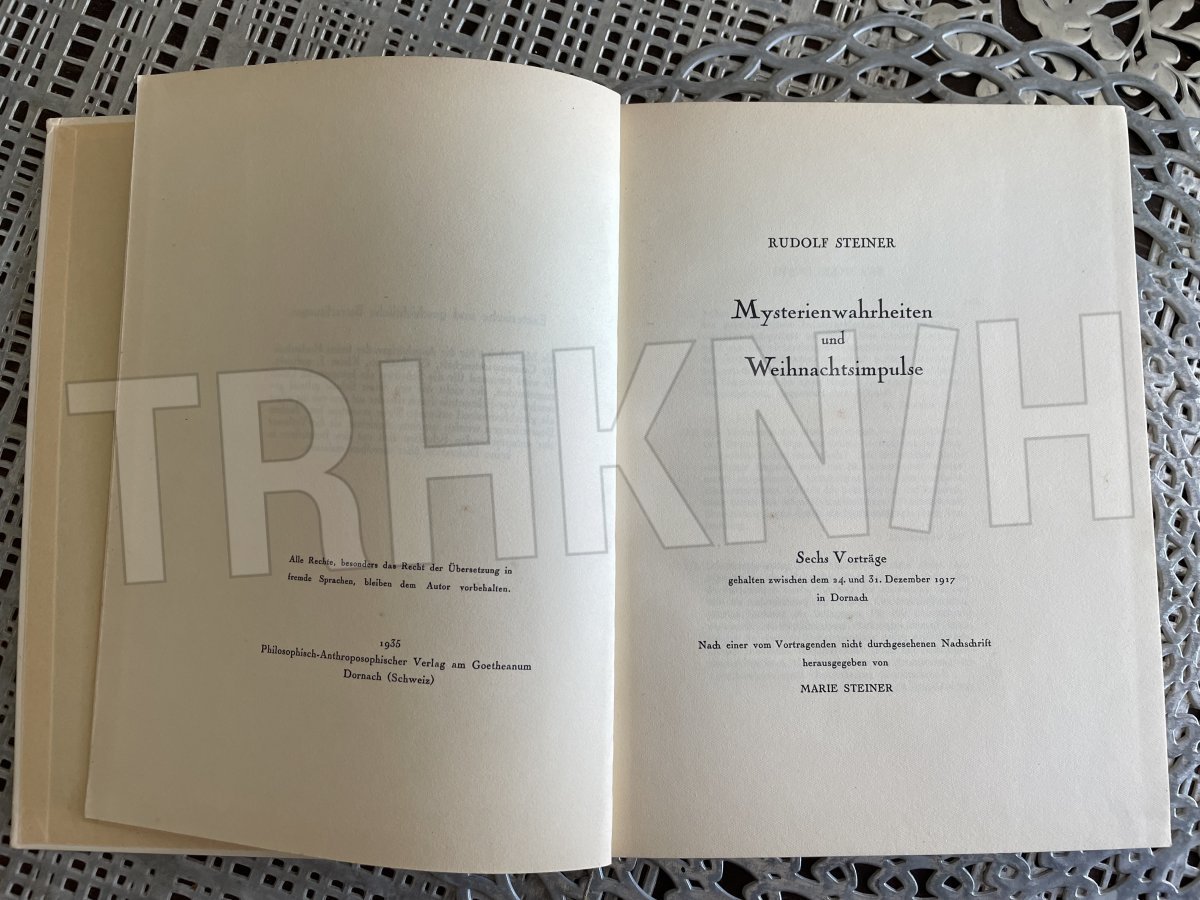 Alle Rechte, besonders das Recht der Übersetzung in
fremde Sprachen, bleiben dem Autor vorbehalten.
1935
Philosophisch-Anthroposophischer Verlag am Goetheanum
Dornach (Schweiz)
RUDOLF STEINER
Mysterienwahrheiten
und
Weihnachtsimpulse
Sechs Vorträge
gehalten zwischen dem 24. und 31. Dezember 1917
in Dornach
Nach einer vom Vortragenden nicht durchgesehenen Nachschrift
herausgegeben von
MARIE STEINER
TRHKN/H